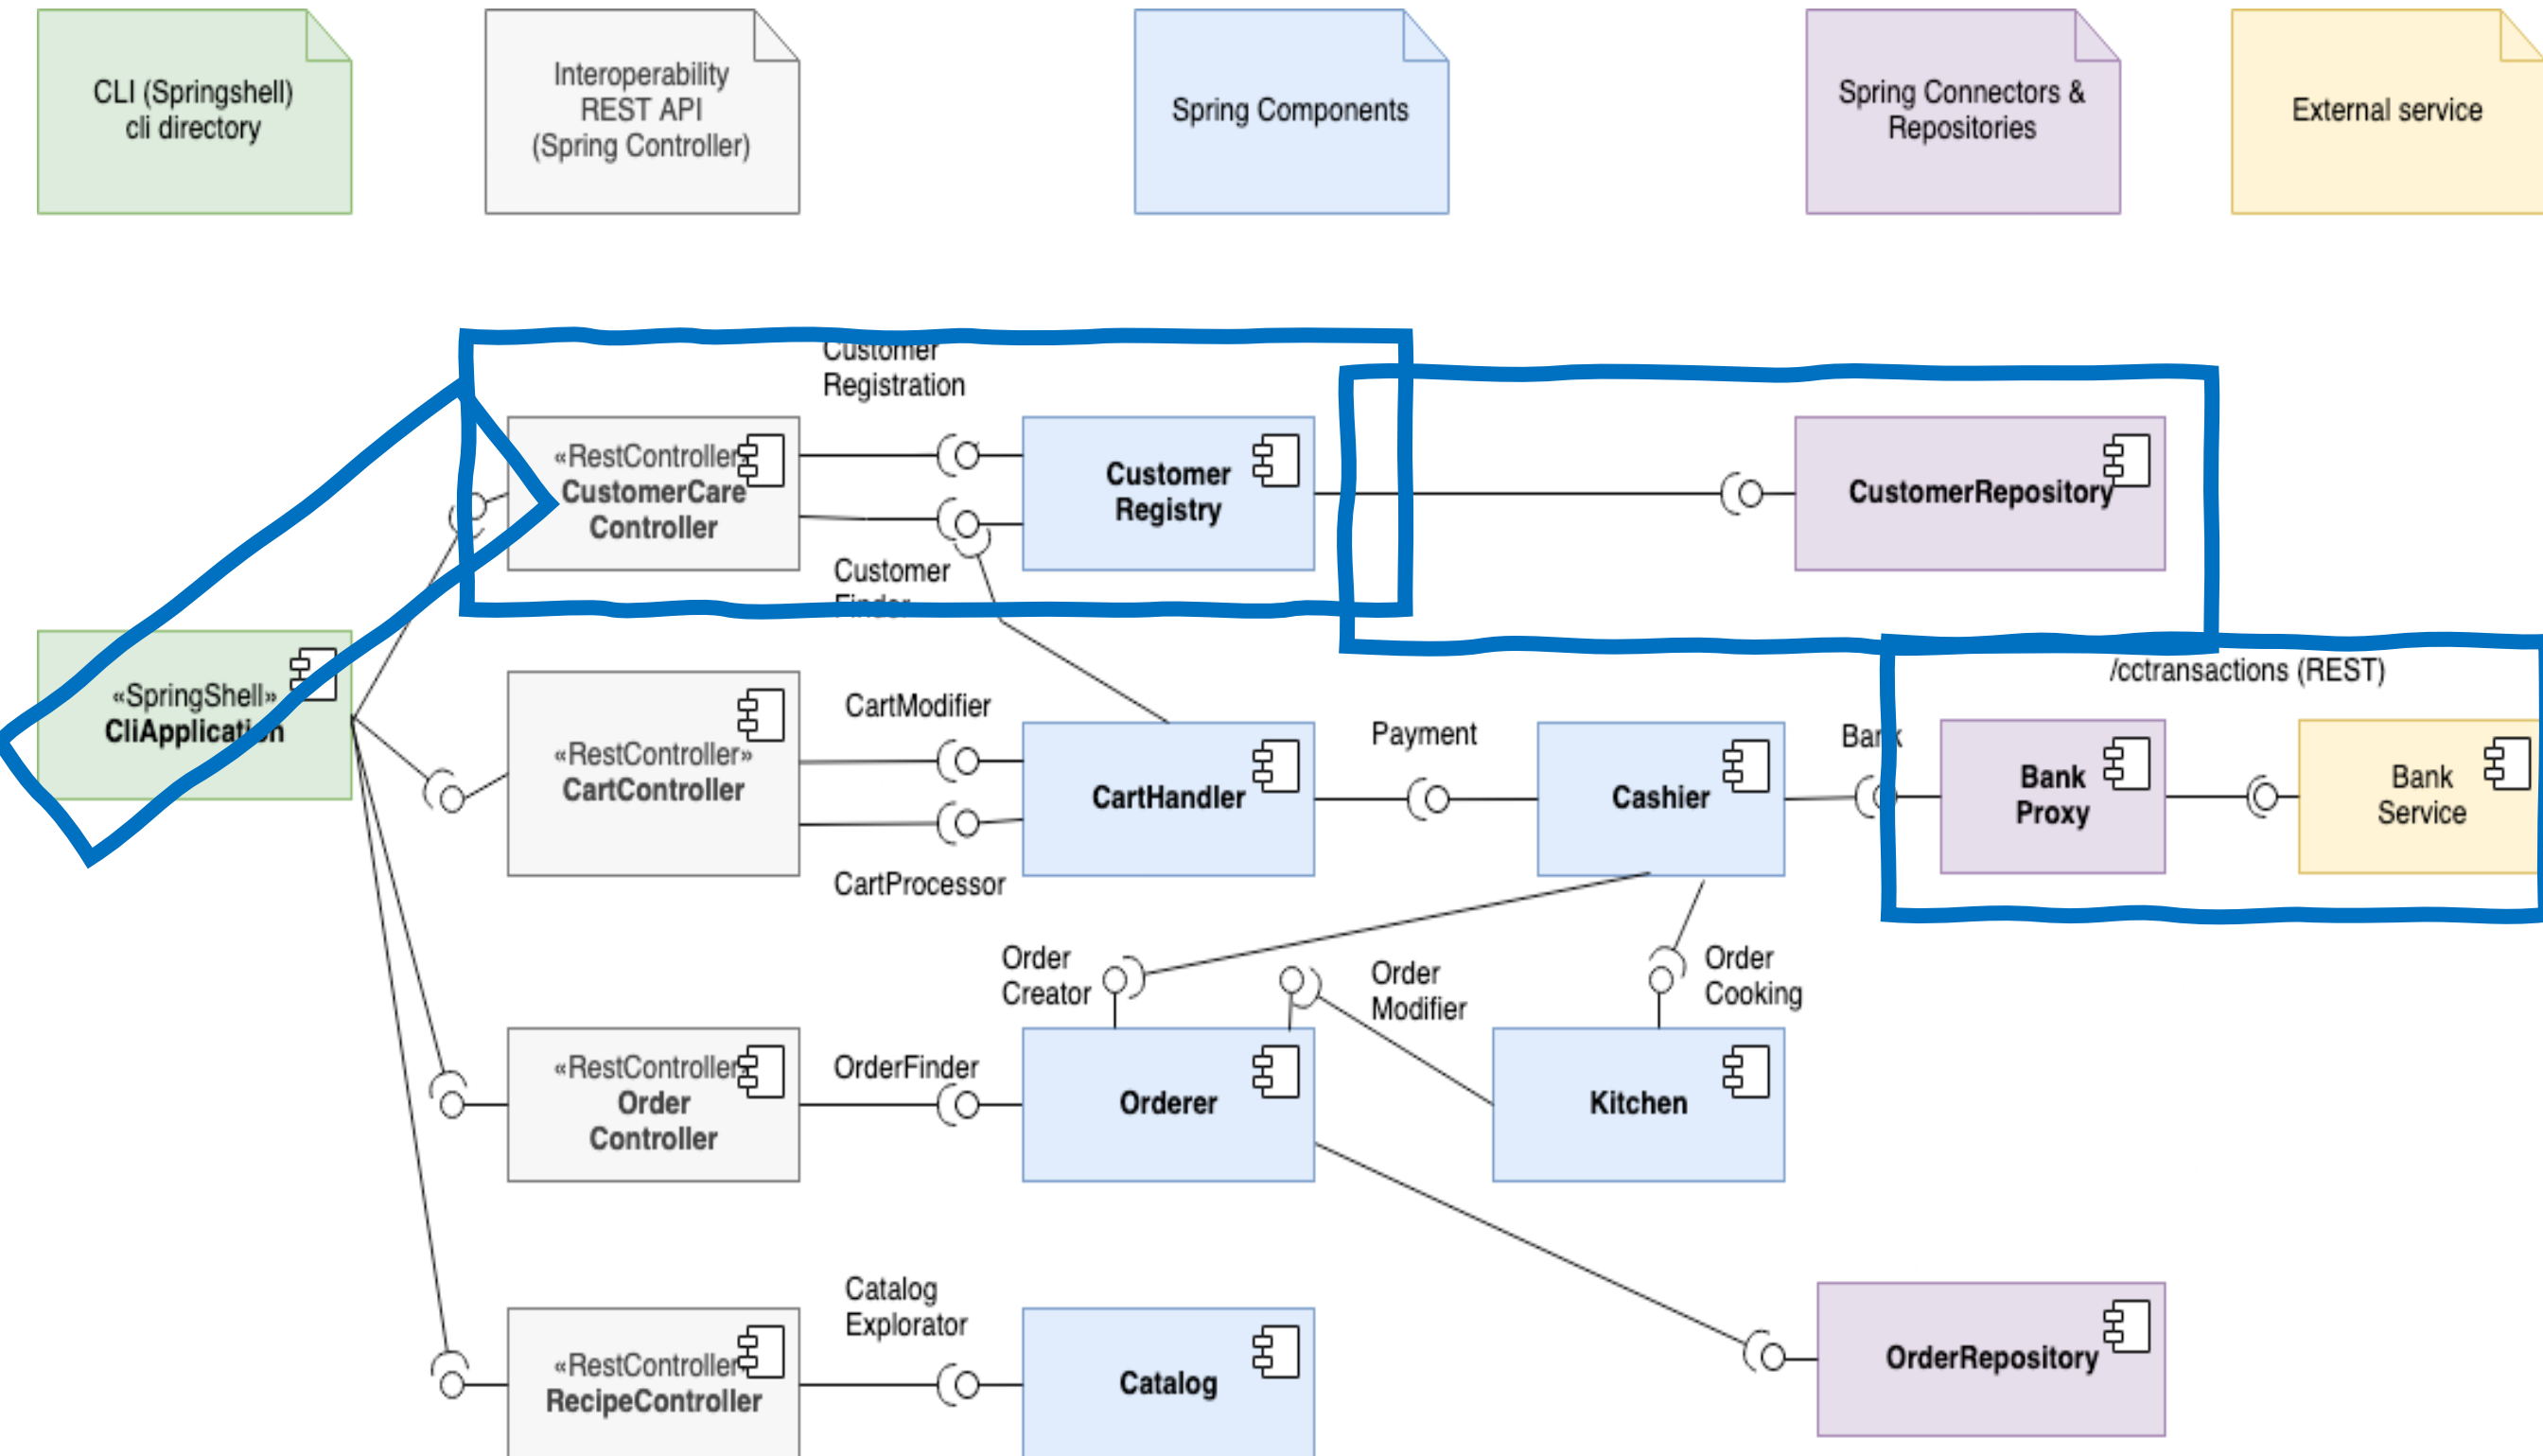 CLI (Springshell)
cli directory
Interoperability
REST API
(Spring Controller)
Spring Components
Spring Connectors &
Repositories
External service
Customer
Registration
«RestController»
CustomerCare
Controller
Customer
Registry
CustomerRepository
Customer
Finder
«SpringShell»
CliApplication
/cctransactions (REST)
CartModifier
«RestController»
CartController
CartProcessor
CartHandler
Payment
Cashier
Bank
Bank
Proxy
Bank
Service
Order
Creator
Order
Modifier
Order
Cooking
«RestController»
Order
Controller
OrderFinder
Orderer
Kitchen
Catalog
Explorator
«RestController»
RecipeController
Catalog
OrderRepository